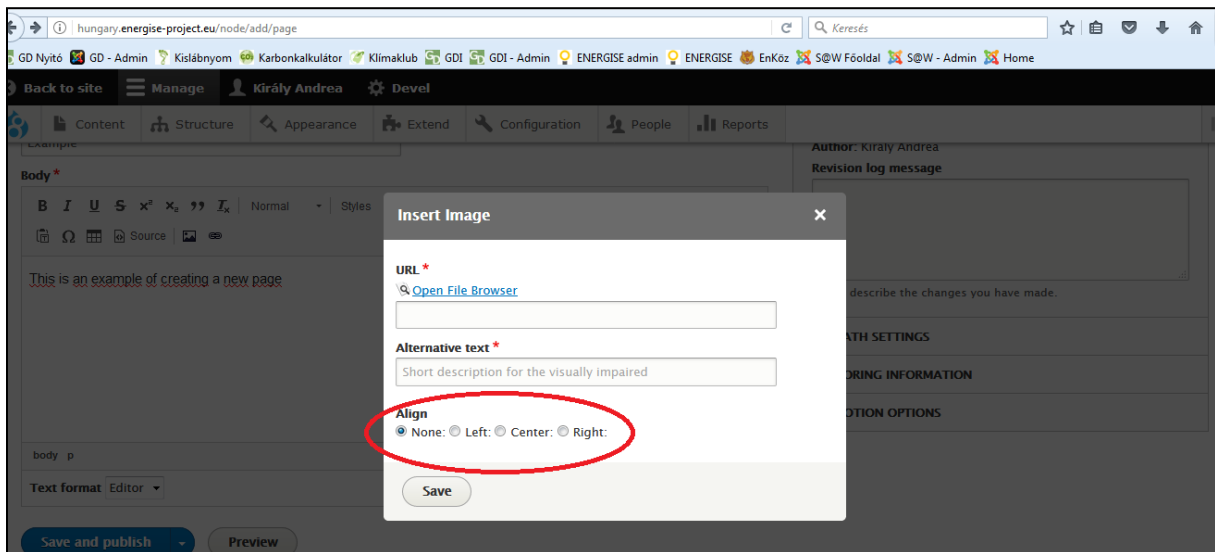 hungary.energise-project.eu/node/add/page
Keresés
GD Nyitó GD - Admin Kislábnyom Karbonkalkulátor Klímaklub GDI GDI - Admin ENERGISE admin ENERGISE EnKöz S@W Főoldal S@W - Admin Home
Back to site Manage Király Andrea Devel
Content Structure Appearance Extend Configuration People Reports
Example
Author: Király Andrea
Body *
Revision log message
B I U S x² x₂ ,, Tx Normal Styles
Ω Source
This is an example of creating a new page
describe the changes you have made.
ATH SETTINGS
ORING INFORMATION
OTION OPTIONS
Insert Image ×
URL *
Open File Browser
Alternative text *
Short description for the visually impaired
Align
None: Left: Center: Right:
Save
body p
Text format Editor
Save and publish Preview